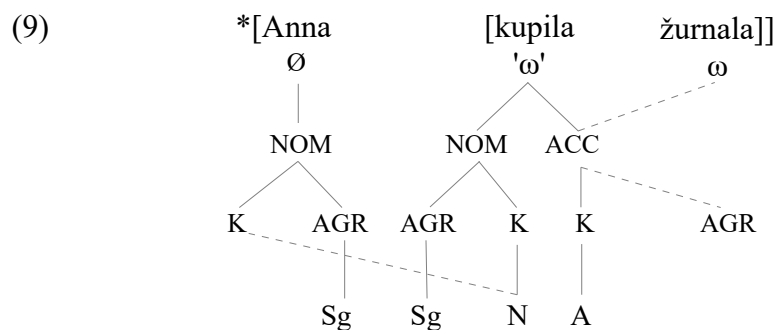 (9) *[Anna [kupila žurnala]]
Ø 'ω' ω
NOM NOM ACC
K AGR AGR K K AGR
Sg Sg N A